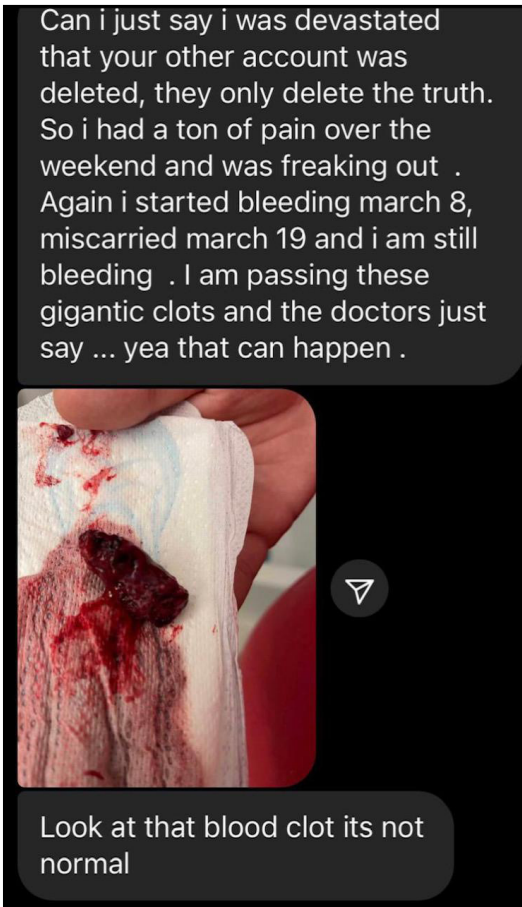 Can i just say i was devastated
that your other account was
deleted, they only delete the truth.
So i had a ton of pain over the
weekend and was freaking out  .
Again i started bleeding march 8,
miscarried march 19 and i am still
bleeding  . I am passing these
gigantic clots and the doctors just
say ... yea that can happen .
Look at that blood clot its not
normal